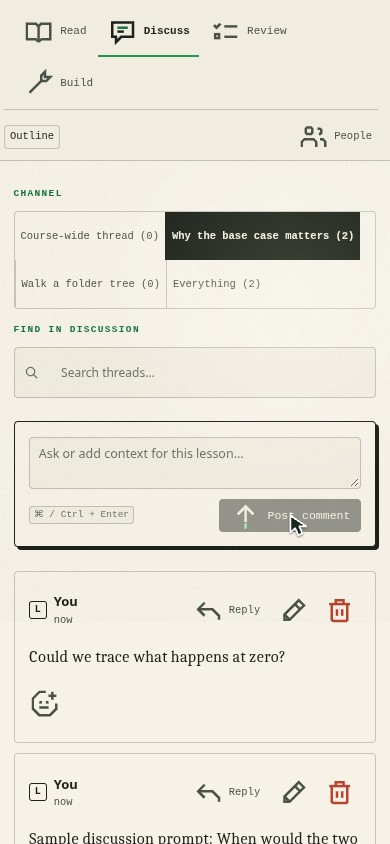 Read
Discuss
Review
Build
Outline
People
CHANNEL
Course-wide thread (0)
Why the base case matters (2)
Walk a folder tree (0)
Everything (2)
FIND IN DISCUSSION
Search threads…
Ask or add context for this lesson…
⌘ / Ctrl + Enter
Post comment
L
You
now
Reply
Could we trace what happens at zero?
L
You
now
Reply
Sample discussion prompt: When would the two